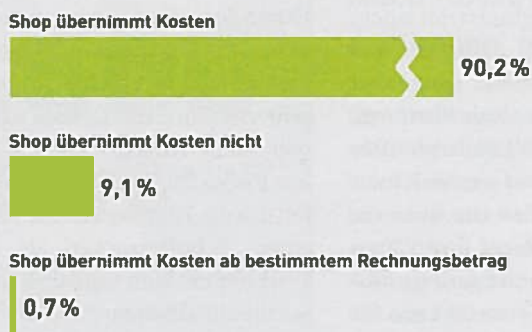 Shop übernimmt Kosten
90,2 %
Shop übernimmt Kosten nicht
9,1 %
Shop übernimmt Kosten ab bestimmtem Rechnungsbetrag
0,7 %